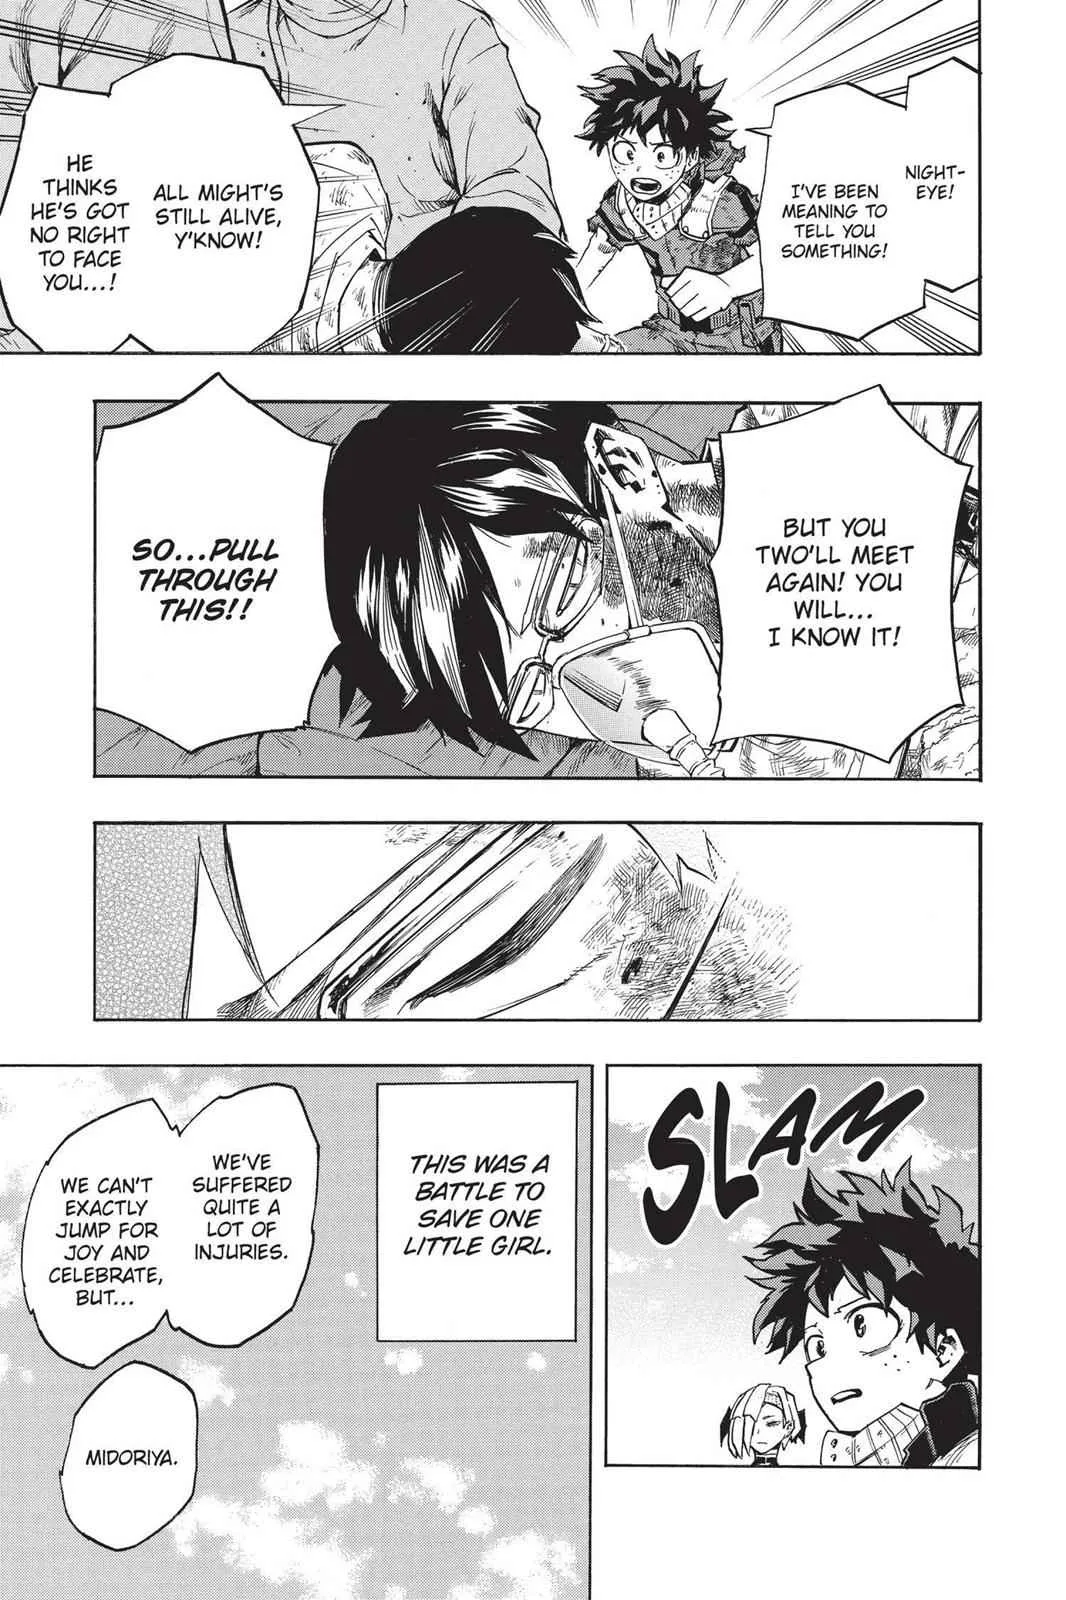 NIGHT-
EYE!
I'VE BEEN
MEANING TO
TELL YOU
SOMETHING!
ALL MIGHT'S
STILL ALIVE,
Y'KNOW!
HE
THINKS
HE'S GOT
NO RIGHT
TO FACE
YOU...!
BUT YOU
TWO'LL MEET
AGAIN! YOU
WILL...
I KNOW IT!
SO...PULL
THROUGH
THIS!!
SLAM
THIS WAS A
BATTLE TO
SAVE ONE
LITTLE GIRL.
WE'VE
SUFFERED
QUITE A
LOT OF
INJURIES.
WE CAN'T
EXACTLY
JUMP FOR
JOY AND
CELEBRATE,
BUT...
MIDORIYA.